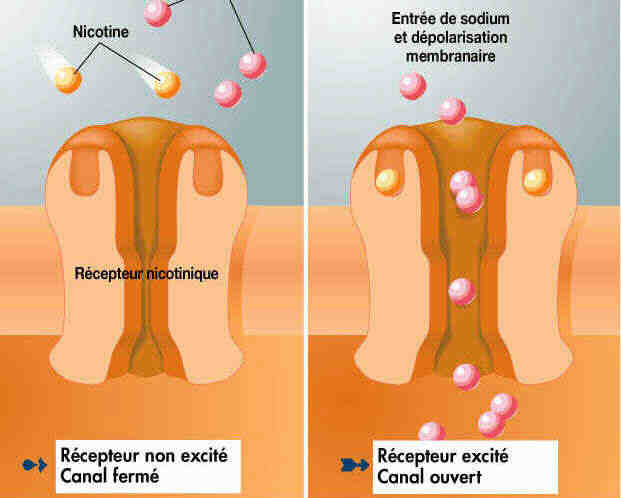 Nicotine
Récepteur nicotinique
Récepteur non excité
Canal fermé
Entrée de sodium
et dépolarisation
membranaire
Récepteur excité
Canal ouvert